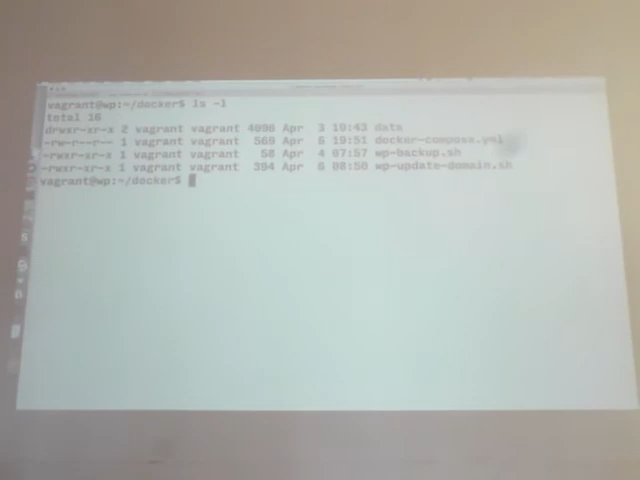 vagrant@wp:~/docker$ ls -l
total 16
drwxr-xr-x 2 vagrant vagrant 4096 Apr 3 19:43 data
-rw-r--r-- 1 vagrant vagrant 569 Apr 6 19:51 docker-compose.yml
-rwxr-xr-x 1 vagrant vagrant 58 Apr 4 07:57 wp-backup.sh
-rwxr-xr-x 1 vagrant vagrant 394 Apr 6 08:50 wp-update-domain.sh
vagrant@wp:~/docker$